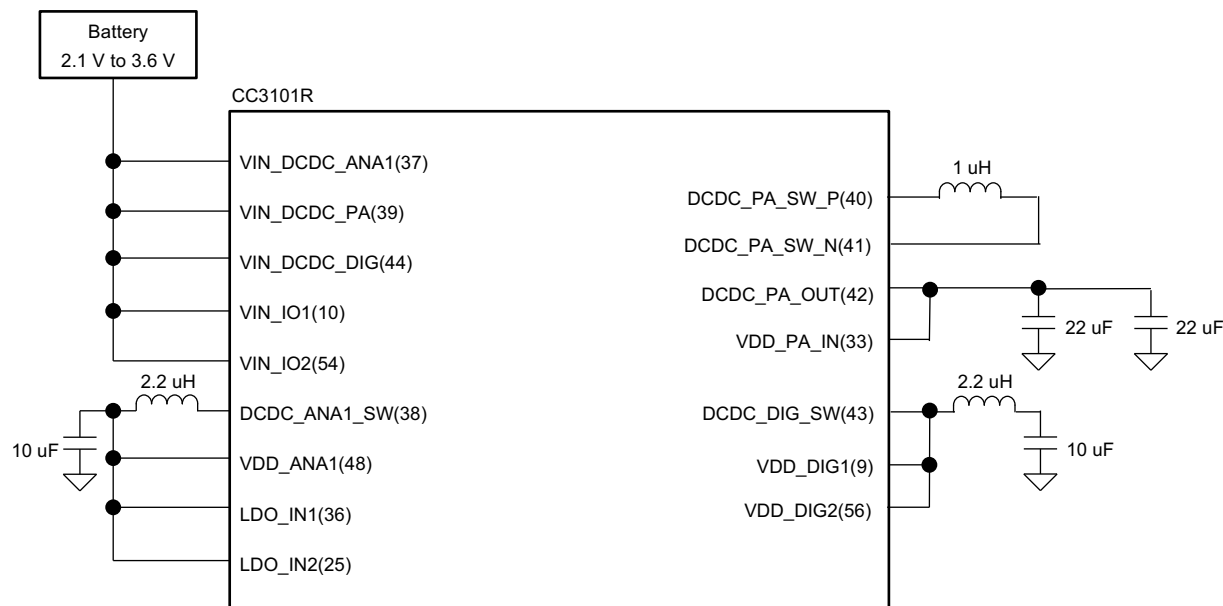 Battery
2.1 V to 3.6 V
CC3101R
VIN_DCDC_ANA1(37)
VIN_DCDC_PA(39)
VIN_DCDC_DIG(44)
VIN_IO1(10)
VIN_IO2(54)
2.2 uH
DCDC_ANA1_SW(38)
10 uF
VDD_ANA1(48)
LDO_IN1(36)
LDO_IN2(25)
1 uH
DCDC_PA_SW_P(40)
DCDC_PA_SW_N(41)
DCDC_PA_OUT(42)
22 uF
22 uF
VDD_PA_IN(33)
2.2 uH
DCDC_DIG_SW(43)
10 uF
VDD_DIG1(9)
VDD_DIG2(56)